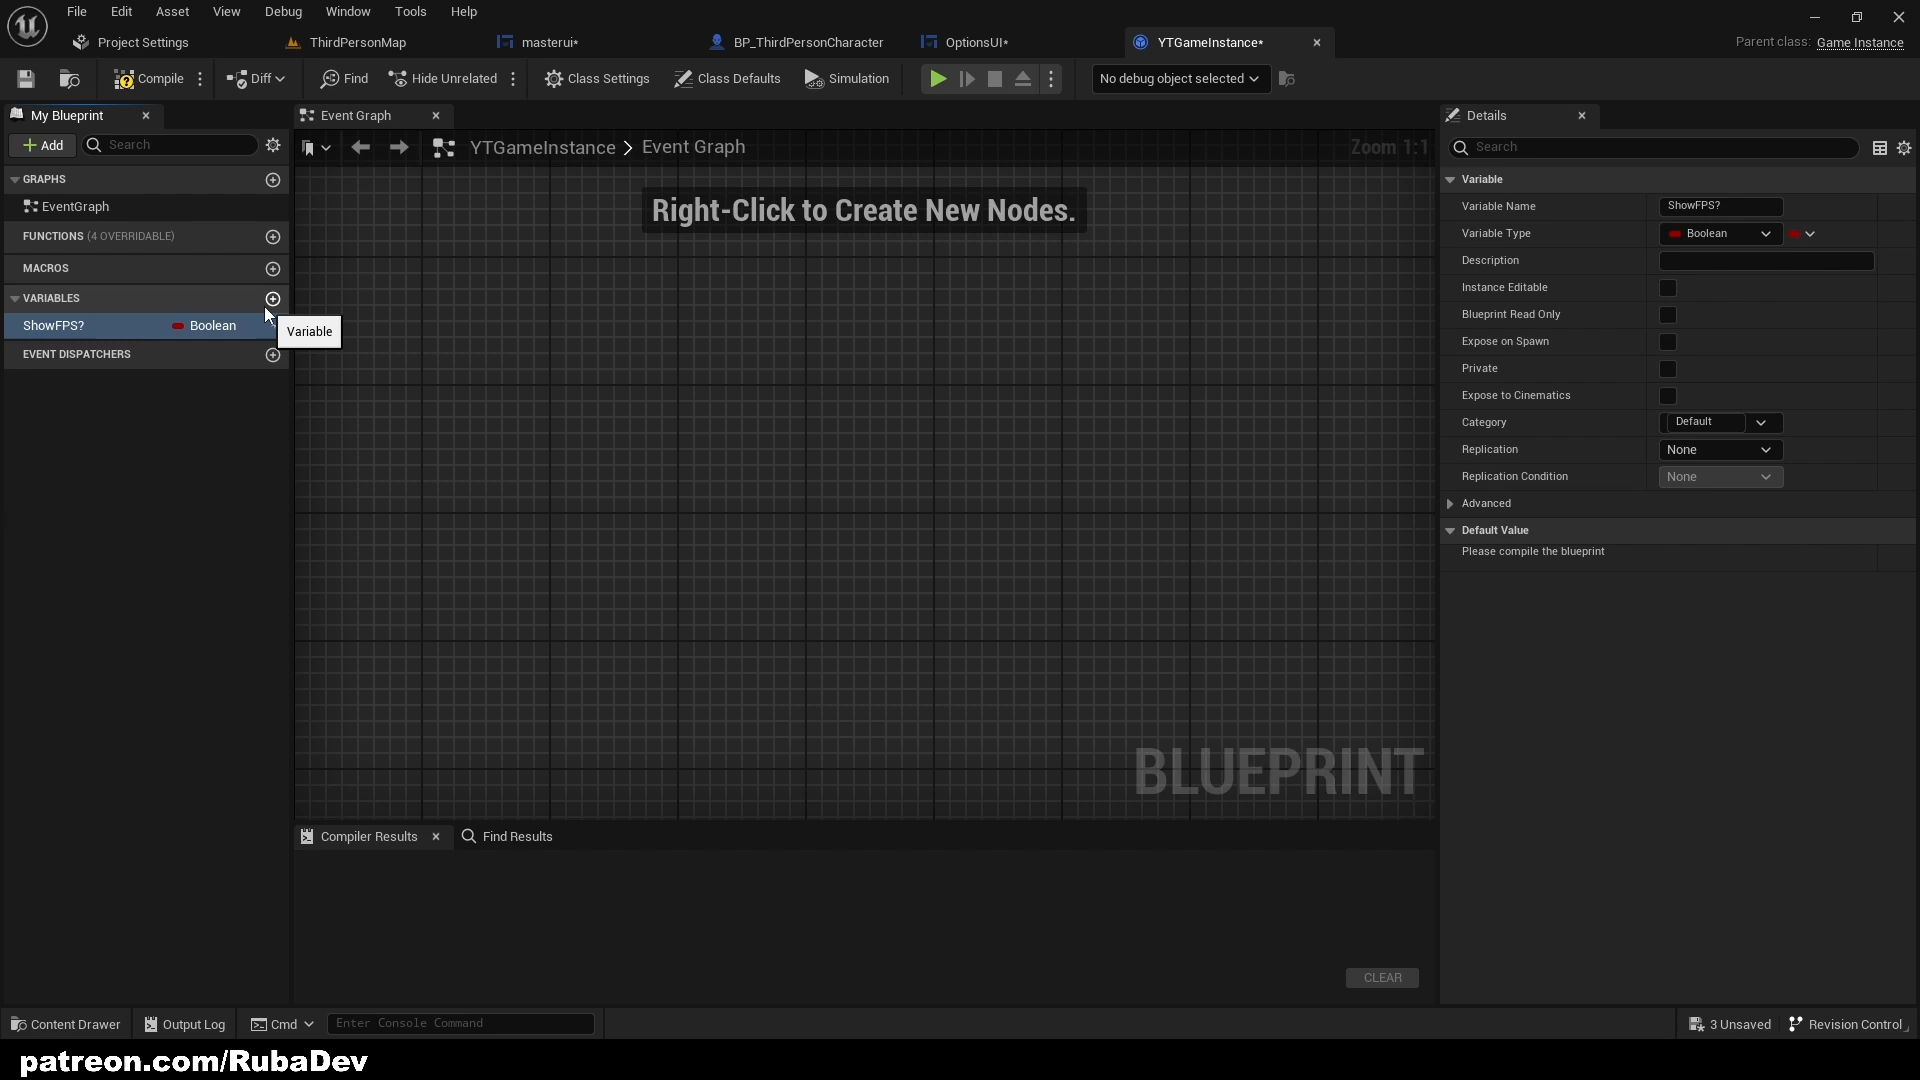 File Edit Asset View Debug Window Tools Help
Project Settings ThirdPersonMap masterui* BP_ThirdPersonCharacter OptionsUI* YTGameInstance* Parent class: Game Instance
Compile Diff Find Hide Unrelated Class Settings Class Defaults Simulation No debug object selected
My Blueprint Event Graph Details
Add Search YTGameInstance > Event Graph Zoom 1:1 Search
Right-Click to Create New Nodes.
GRAPHS
EventGraph
FUNCTIONS (4 OVERRIDABLE)
MACROS
VARIABLES
ShowFPS? Boolean
Variable
EVENT DISPATCHERS
BLUEPRINT
Variable
Variable Name ShowFPS?
Variable Type Boolean
Description
Instance Editable
Blueprint Read Only
Expose on Spawn
Private
Expose to Cinematics
Category Default
Replication None
Replication Condition None
Advanced
Default Value
Please compile the blueprint
Compiler Results Find Results
CLEAR
Content Drawer Output Log Cmd Enter Console Command 3 Unsaved Revision Control
patreon.com/RubaDev